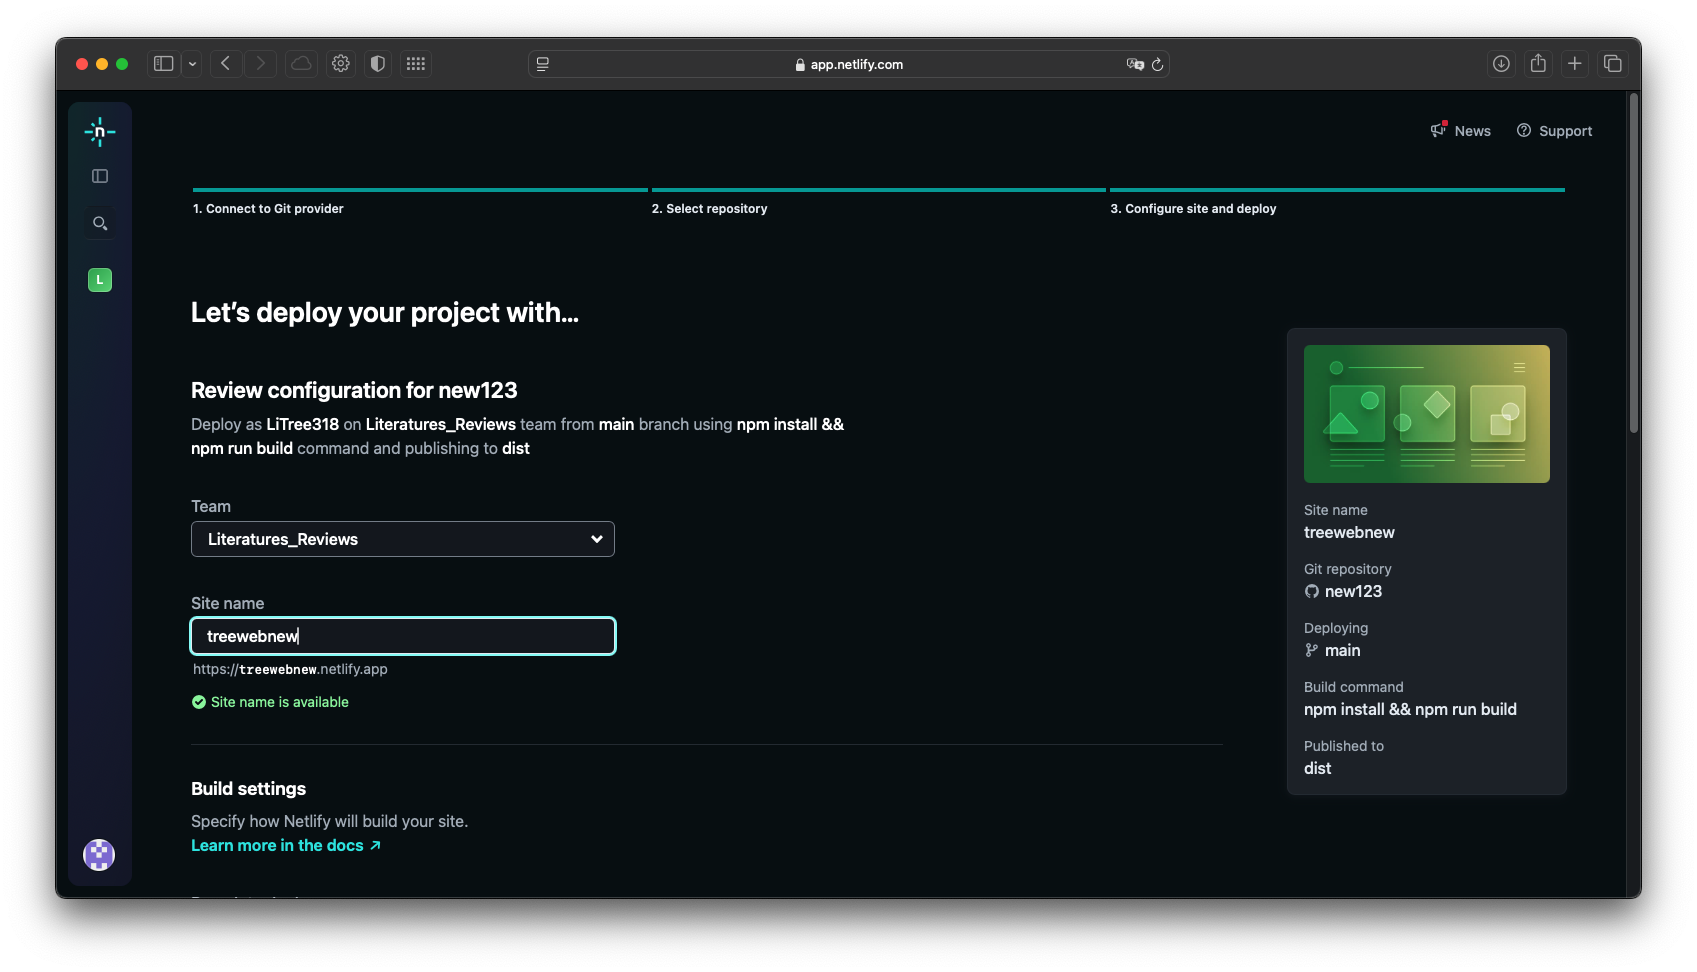 app.netlify.com
n
News
Support
1. Connect to Git provider
2. Select repository
3. Configure site and deploy
L
Let's deploy your project with…
Review configuration for new123
Deploy as LiTree318 on Literatures_Reviews team from main branch using npm install &&
npm run build command and publishing to dist
Team
Literatures_Reviews
Site name
treewebnew
https://treewebnew.netlify.app
Site name is available
Build settings
Specify how Netlify will build your site.
Learn more in the docs ↗
Site name
treewebnew
Git repository
new123
Deploying
main
Build command
npm install && npm run build
Published to
dist